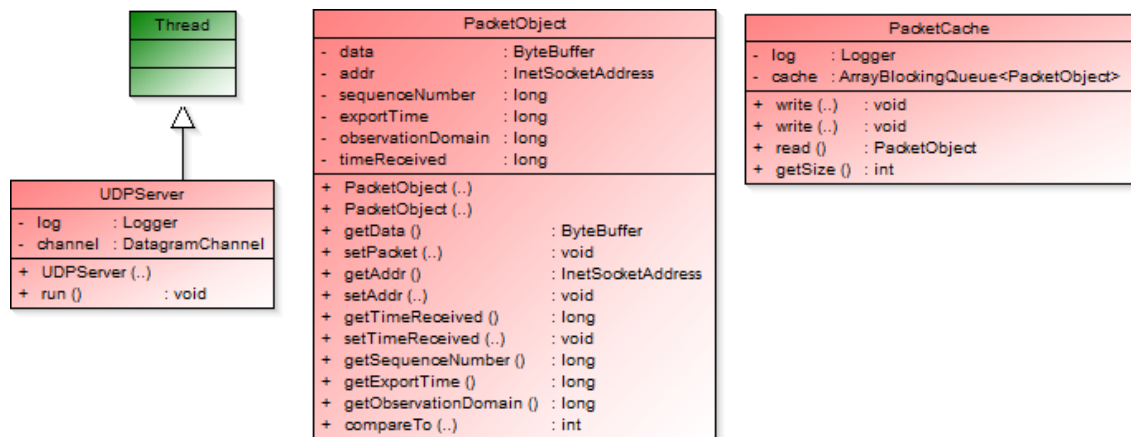 Thread
UDPServer
- log : Logger
- channel : DatagramChannel
+ UDPServer (..)
+ run () : void
PacketObject
- data : ByteBuffer
- addr : InetSocketAddress
- sequenceNumber : long
- exportTime : long
- observationDomain : long
- timeReceived : long
+ PacketObject (..)
+ PacketObject (..)
+ getData () : ByteBuffer
+ setPacket (..) : void
+ getAddr () : InetSocketAddress
+ setAddr (..) : void
+ getTimeReceived () : long
+ setTimeReceived (..) : void
+ getSequenceNumber () : long
+ getExportTime () : long
+ getObservationDomain () : long
+ compareTo (..) : int
PacketCache
- log : Logger
- cache : ArrayBlockingQueue<PacketObject>
+ write (..) : void
+ write (..) : void
+ read () : PacketObject
+ getSize () : int